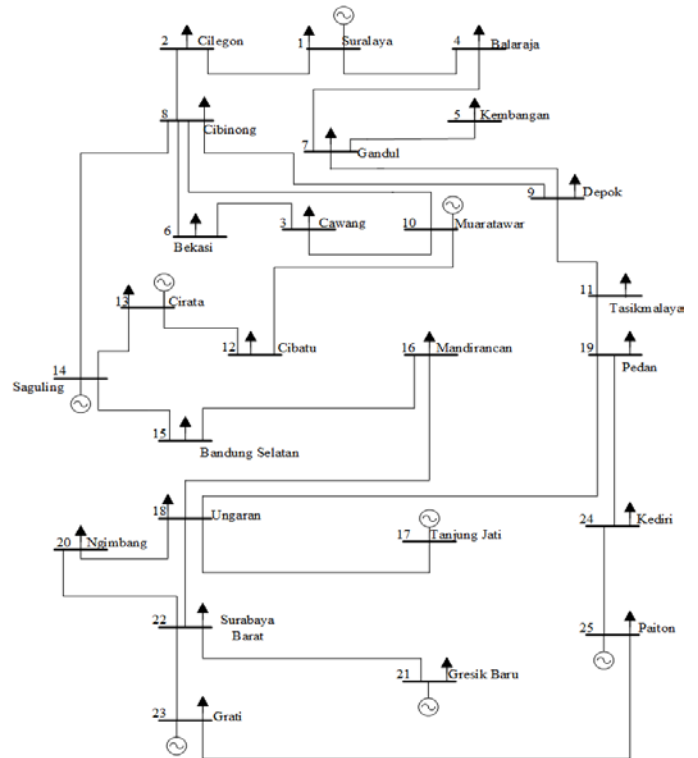 2 Cilegon
1 Suralaya
4 Balaraja
8 Cibinong
5 Kembangan
7 Gandul
9 Depok
6 Bekasi
3 Cawang
10 Muaratawar
11 Tasikmalaya
13 Cirata
12 Cibatu
16 Mandirancan
19 Pedan
14 Saguling
15 Bandung Selatan
18 Ungaran
17 Tanjung Jati
24 Kediri
20 Ngimbang
22 Surabaya
Barat
25 Paiton
21 Gresik Baru
23 Grati